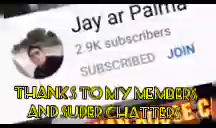 Jay ar Palma
2.9K subscribers
SUBSCRIBED
JOIN
THANKS TO MY MEMBERS
AND SUPER CHATTERS